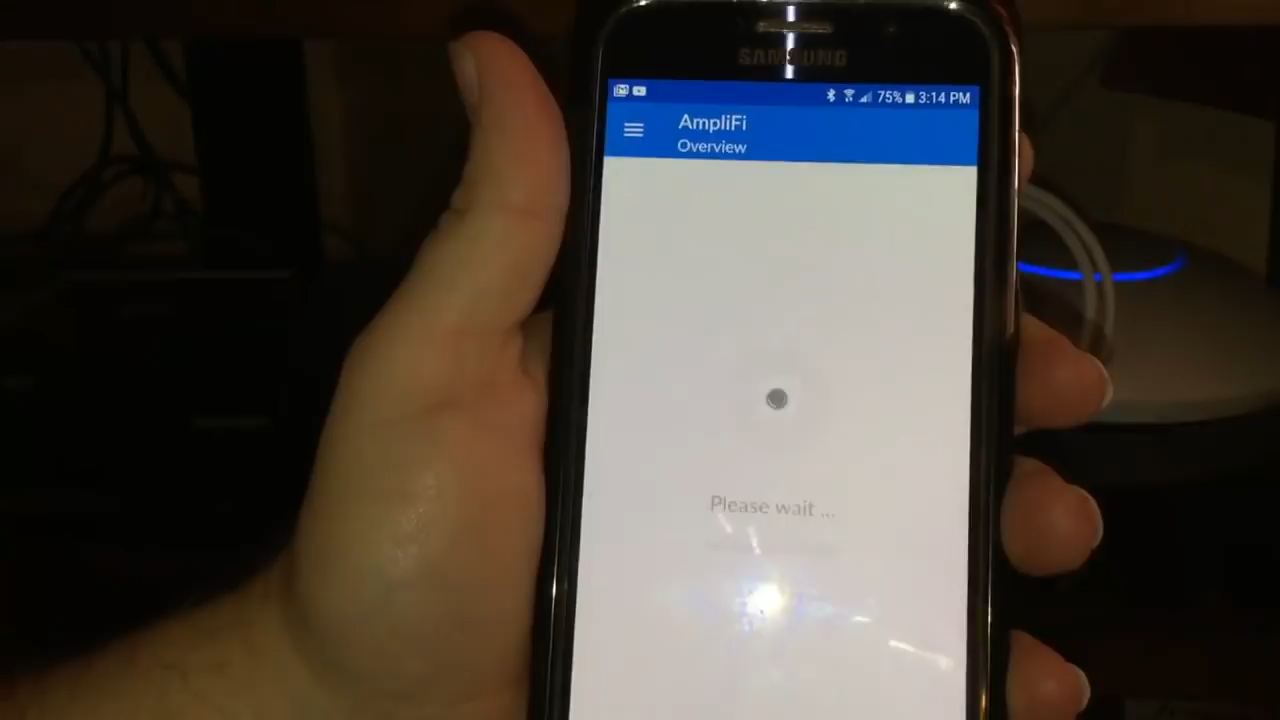 SAMSUNG
75% 3:14 PM
AmpliFi
Overview
Please wait ...